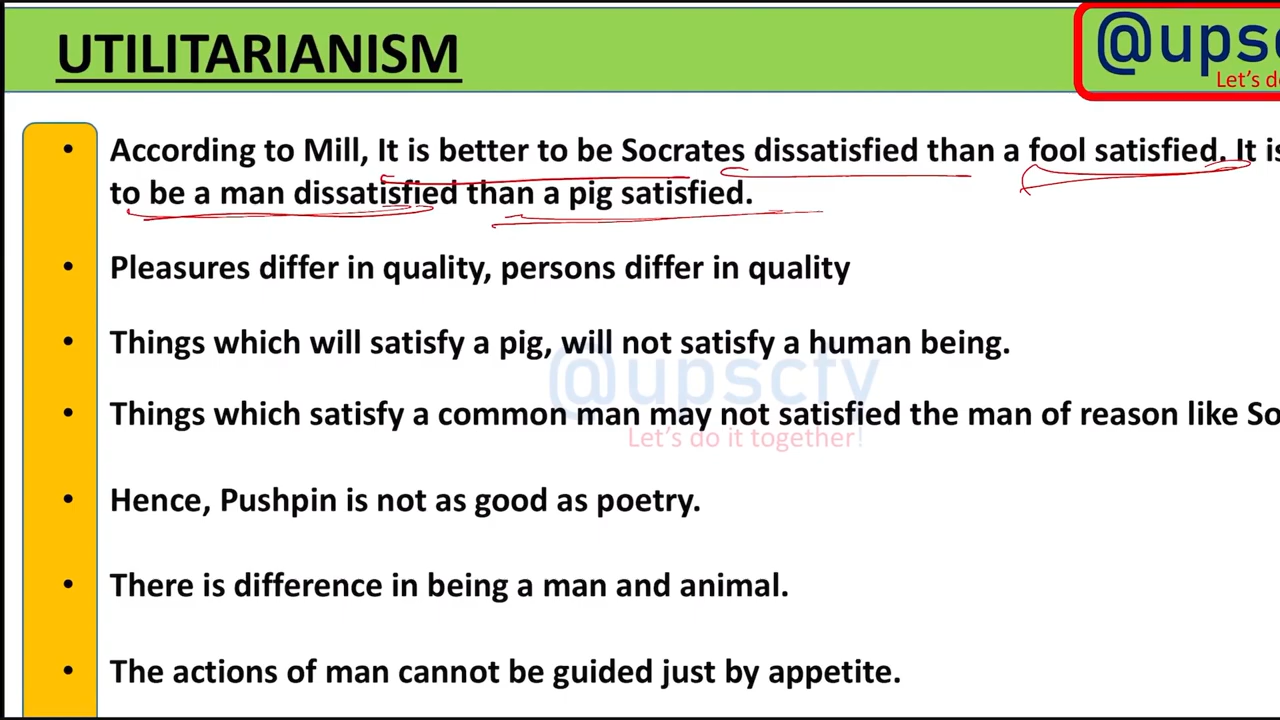 UTILITARIANISM
@upsc
Let's do
• According to Mill, It is better to be Socrates dissatisfied than a fool satisfied. It is
to be a man dissatisfied than a pig satisfied.
• Pleasures differ in quality, persons differ in quality
• Things which will satisfy a pig, will not satisfy a human being.
@upsctv
• Things which satisfy a common man may not satisfied the man of reason like So
Let's do it together!
• Hence, Pushpin is not as good as poetry.
• There is difference in being a man and animal.
• The actions of man cannot be guided just by appetite.